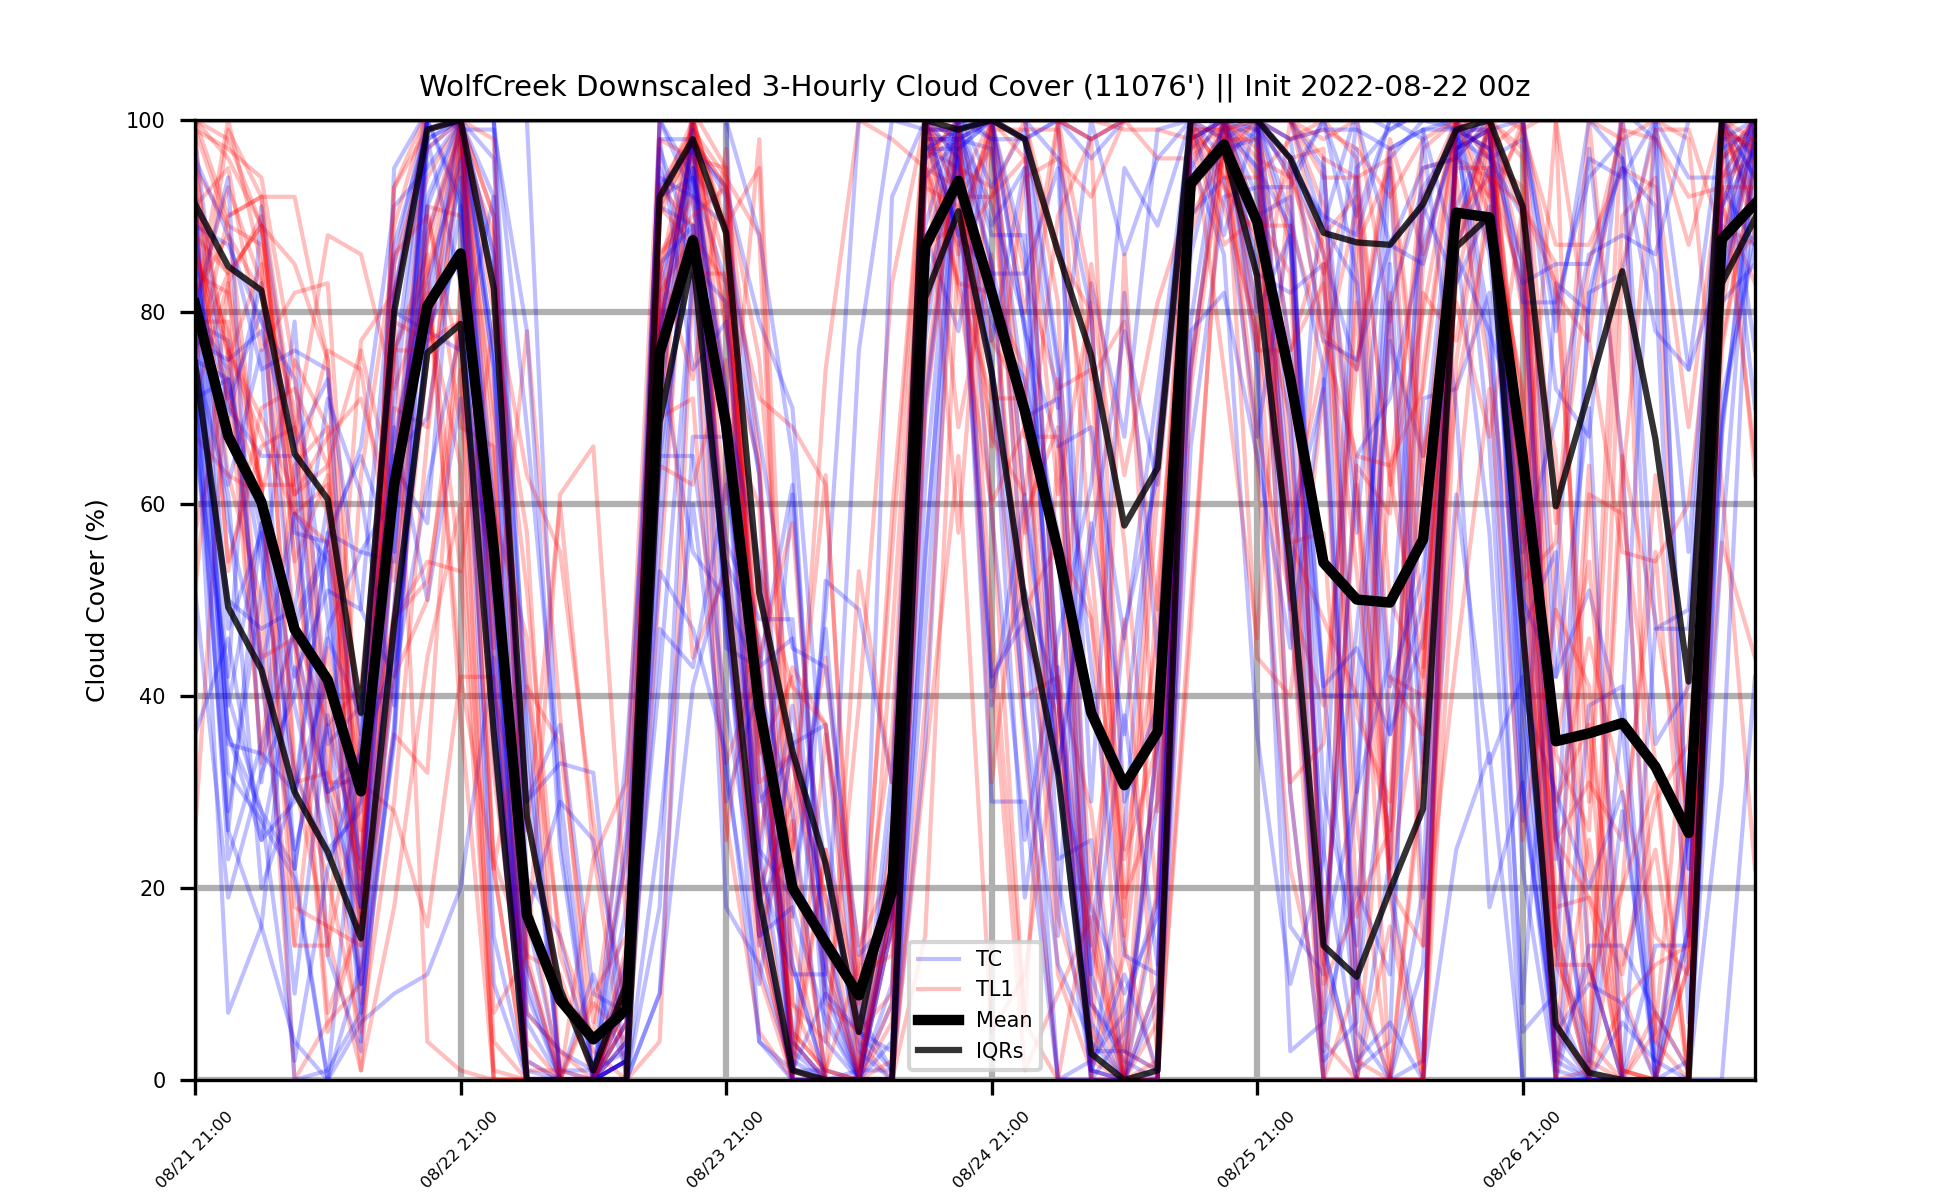 WolfCreek Downscaled 3-Hourly Cloud Cover (11076') || Init 2022-08-22 00z
Cloud Cover (%)
100
80
60
40
20
0
TC
TL1
Mean
IQRs
08/21 21:00
08/22 21:00
08/23 21:00
08/24 21:00
08/25 21:00
08/26 21:00